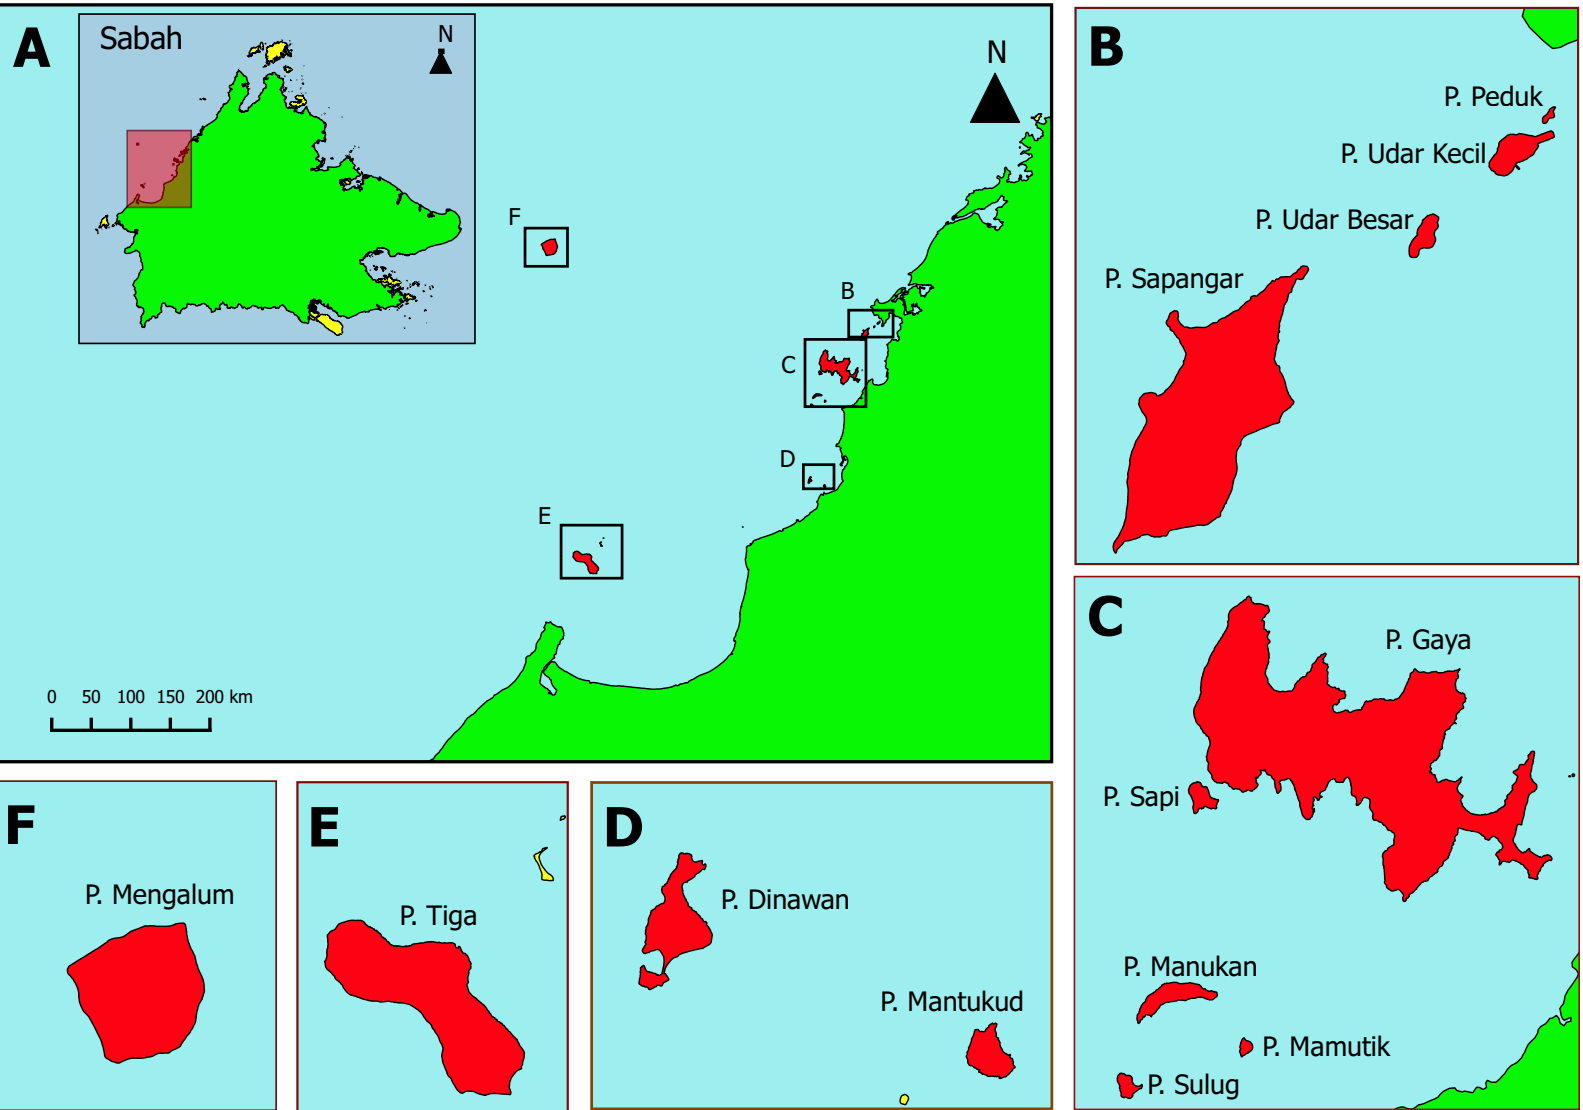 A
Sabah
N
N
F
B
C
D
E
0 50 100 150 200 km
B
P. Peduk
P. Udar Kecil
P. Udar Besar
P. Sapangar
C
P. Gaya
P. Sapi
P. Manukan
P. Mamutik
P. Sulug
F
P. Mengalum
E
P. Tiga
D
P. Dinawan
P. Mantukud